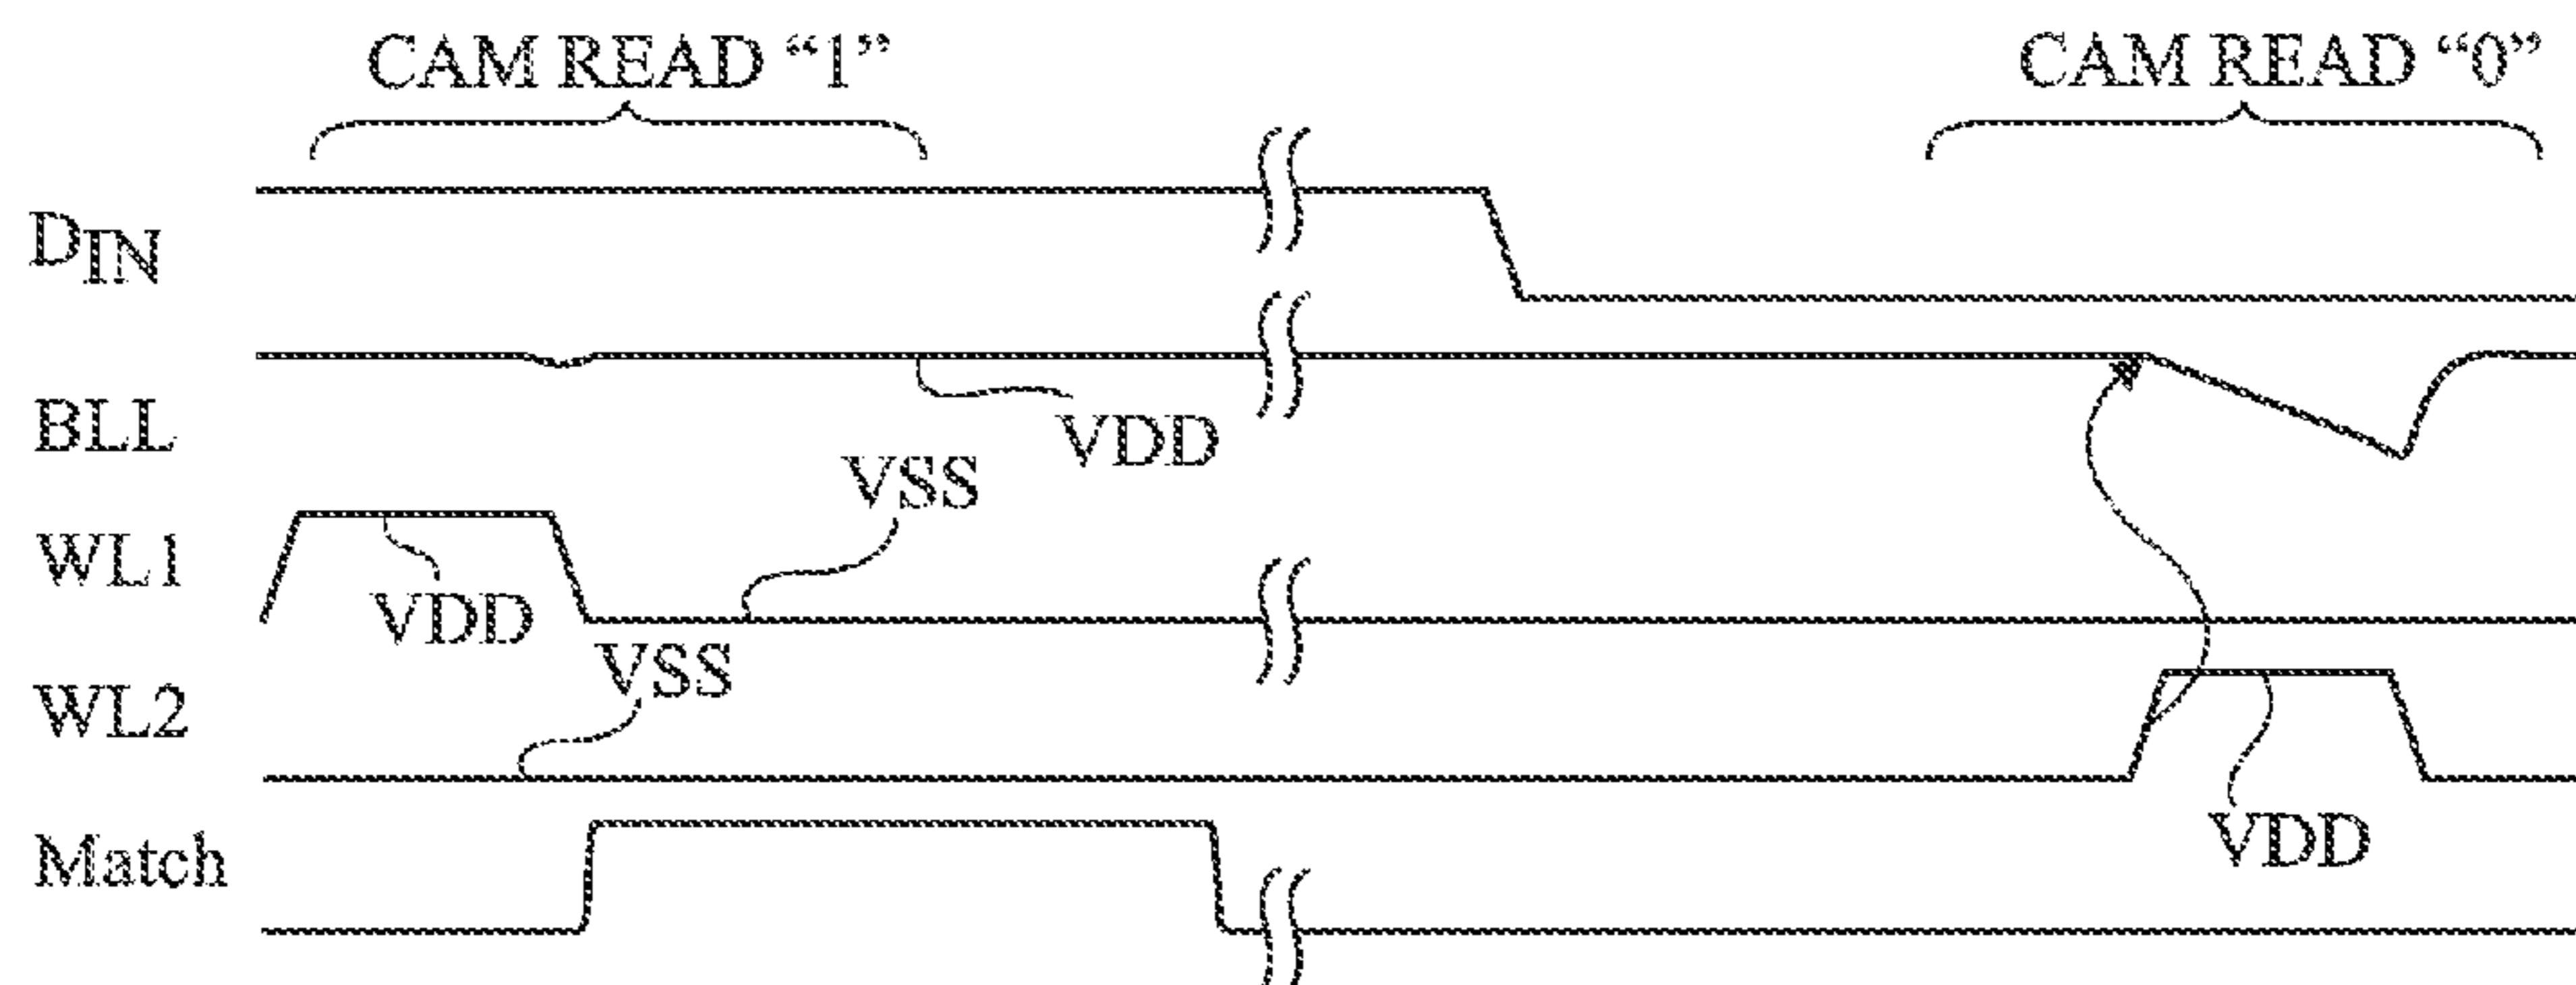 CAM READ “1”
CAM READ “0”
DIN
BLL
VDD
VSS
WL1
VDD
VSS
WL2
VDD
Match